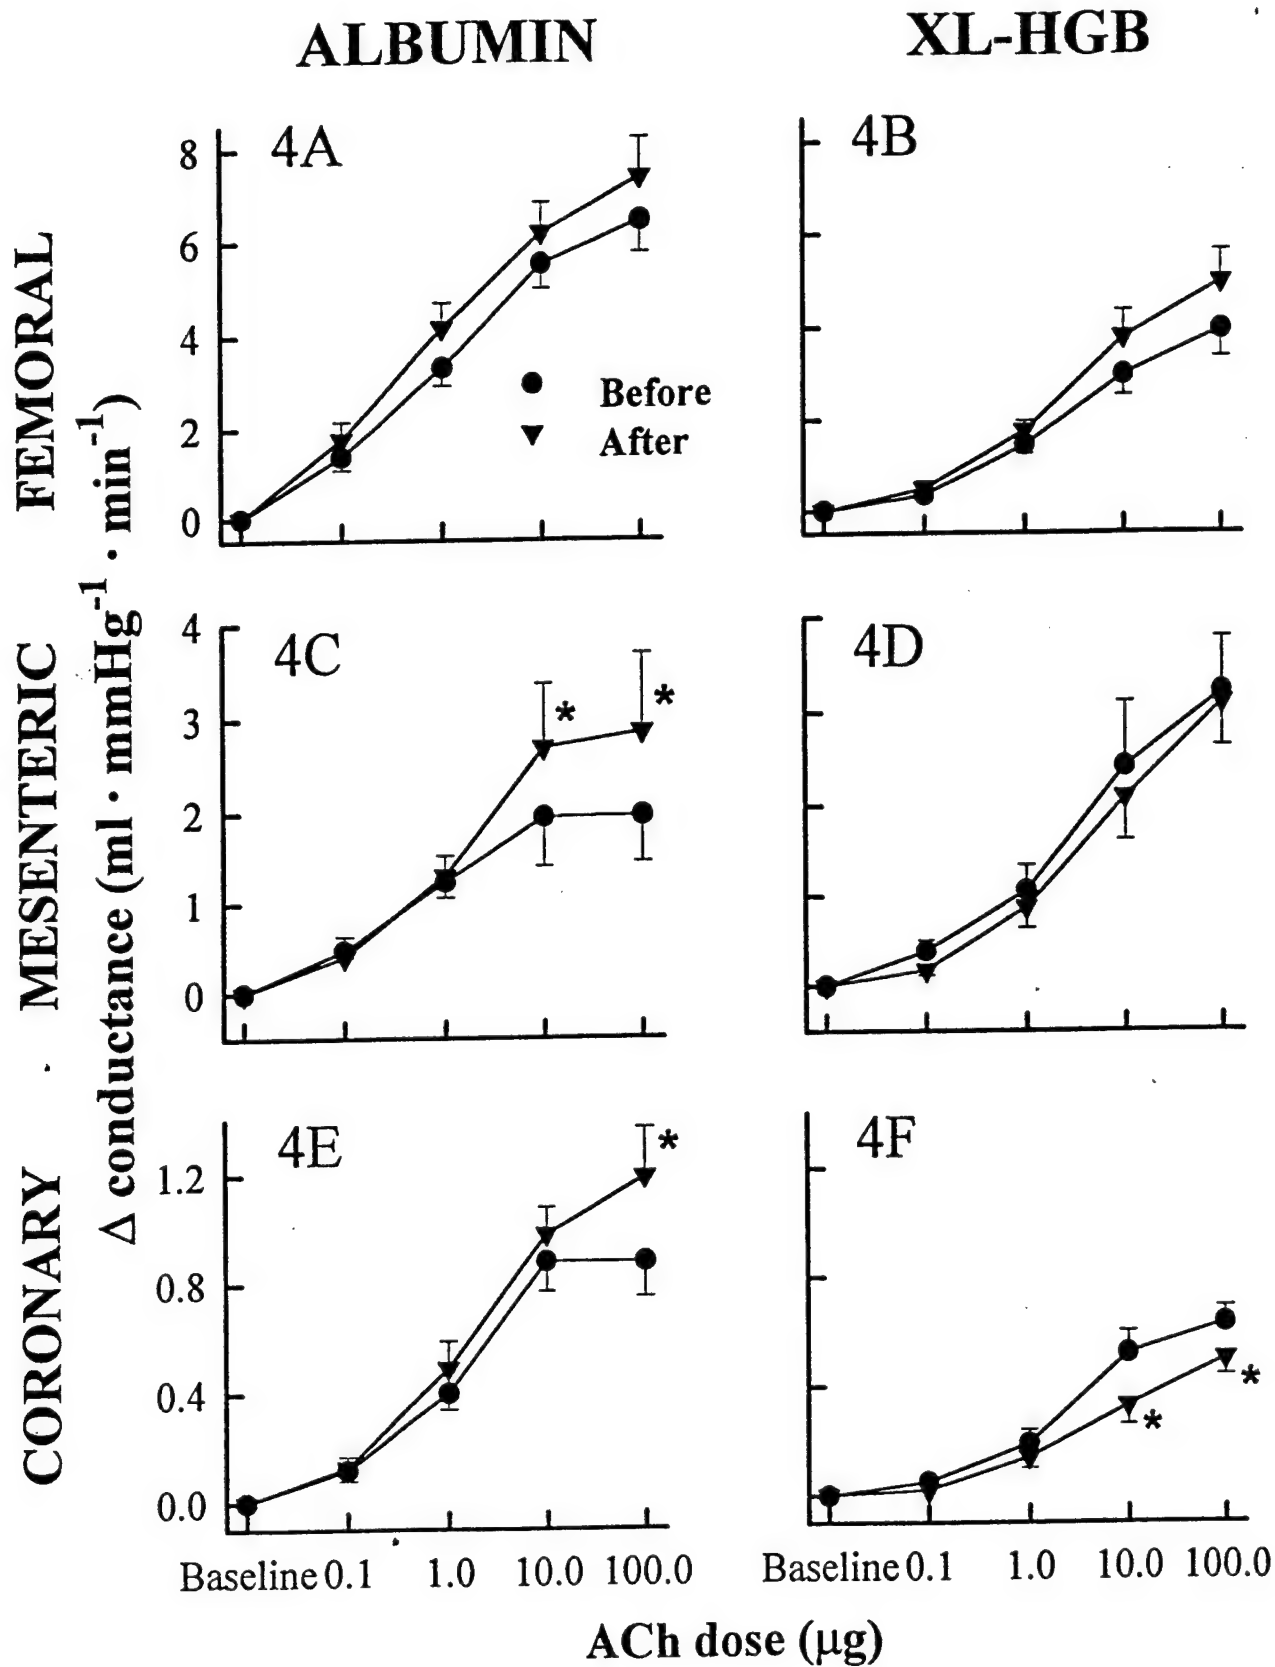 ALBUMIN XL-HGB
FEMORAL
MESENTERIC
CORONARY
Δ conductance (ml · mmHg⁻¹ · min⁻¹)
4A
8
6
4
2
0
Before
After
4B
4C
4
3
2
1
0
* *
4D
4E
1.2
0.8
0.4
0.0
*
4F
* *
Baseline 0.1 1.0 10.0 100.0
Baseline 0.1 1.0 10.0 100.0
ACh dose (μg)